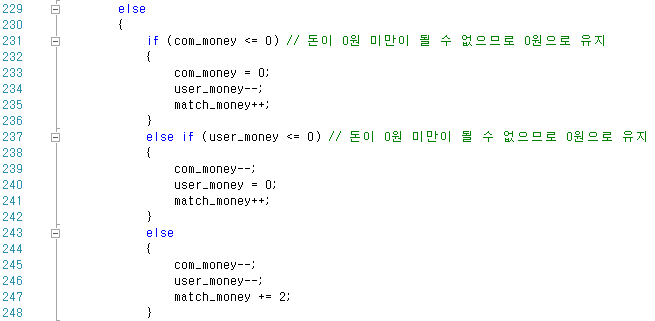 229 else
230 {
231 if (com_money <= 0) // 돈이 0원 미만이 될 수 없으므로 0원으로 유지
232 {
233 com_money = 0;
234 user_money--;
235 match_money++;
236 }
237 else if (user_money <= 0) // 돈이 0원 미만이 될 수 없으므로 0원으로 유지
238 {
239 com_money--;
240 user_money = 0;
241 match_money++;
242 }
243 else
244 {
245 com_money--;
246 user_money--;
247 match_money += 2;
248 }